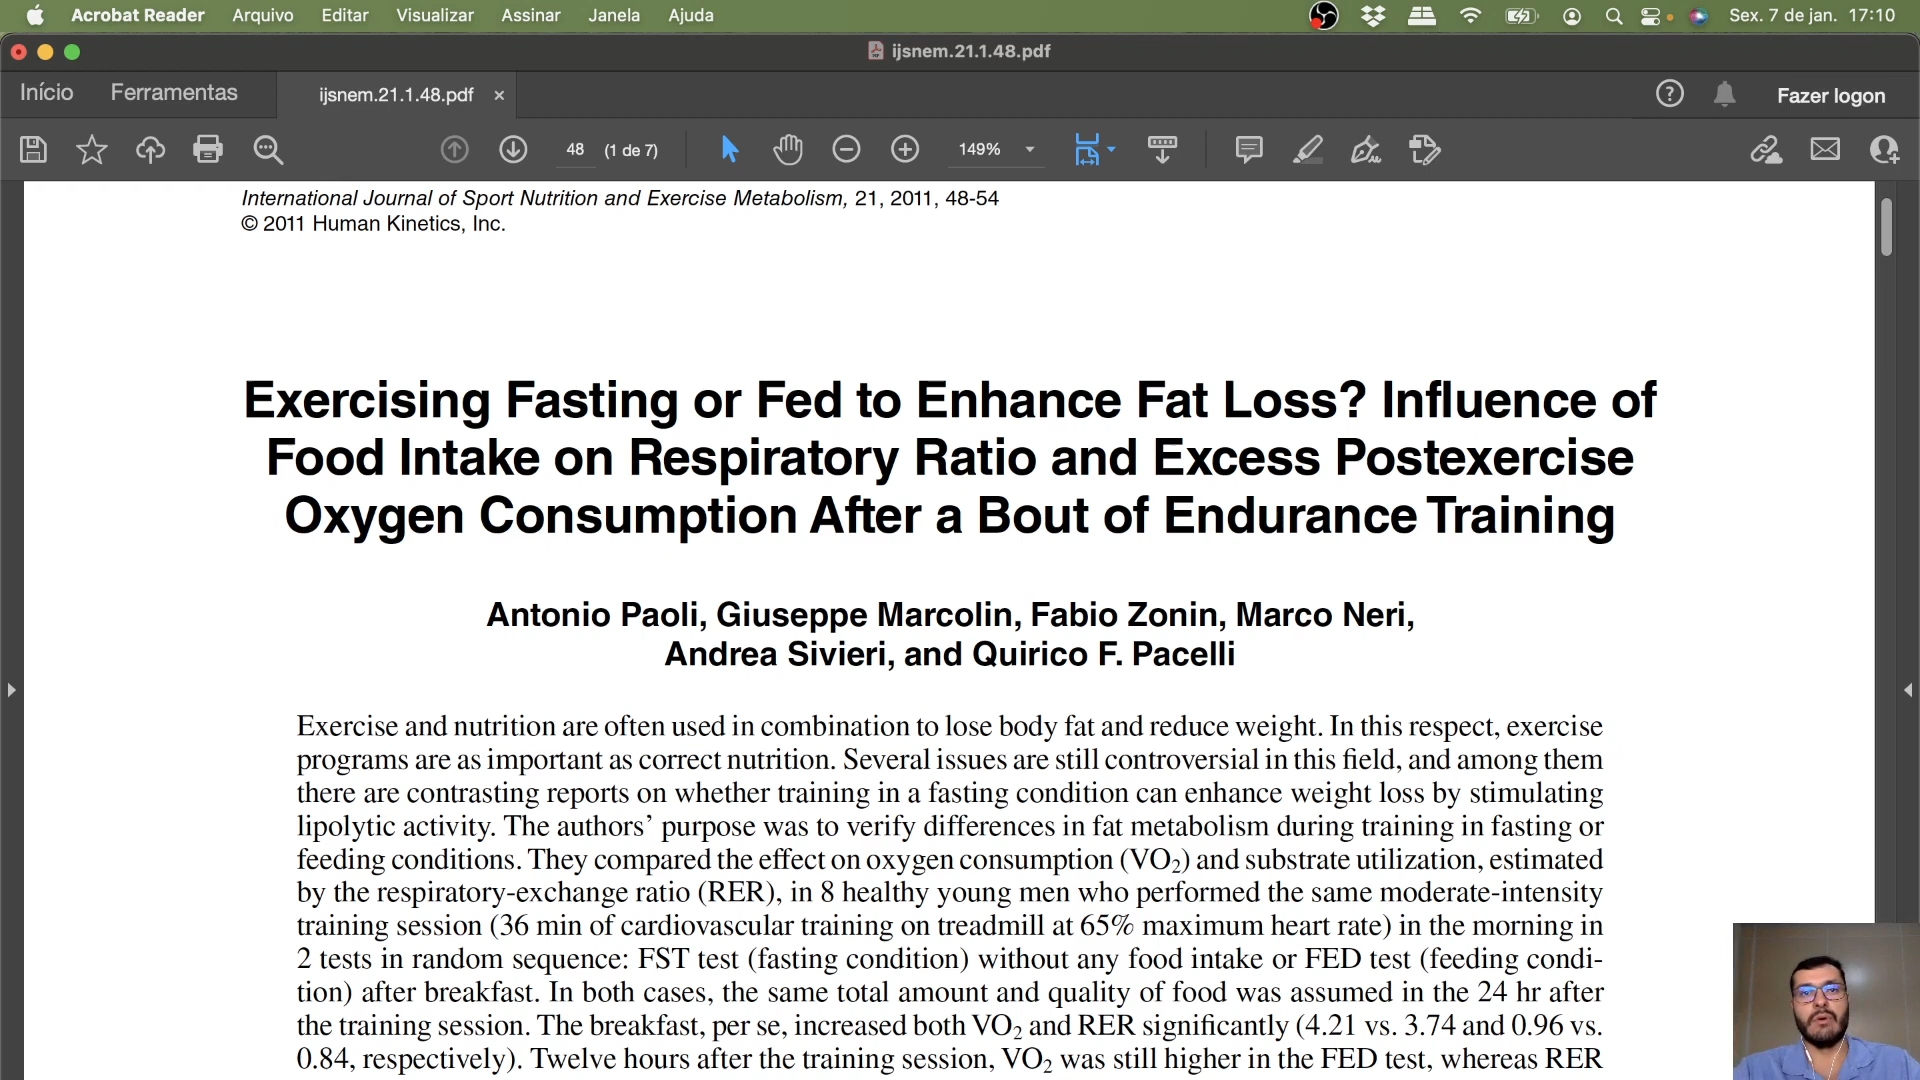 Acrobat Reader Arquivo Editar Visualizar Assinar Janela Ajuda Sex. 7 de jan. 17:10
ijsnem.21.1.48.pdf
Início Ferramentas ijsnem.21.1.48.pdf × Fazer logon
48 (1 de 7) 149%
International Journal of Sport Nutrition and Exercise Metabolism, 21, 2011, 48-54
© 2011 Human Kinetics, Inc.
Exercising Fasting or Fed to Enhance Fat Loss? Influence of
Food Intake on Respiratory Ratio and Excess Postexercise
Oxygen Consumption After a Bout of Endurance Training
Antonio Paoli, Giuseppe Marcolin, Fabio Zonin, Marco Neri,
Andrea Sivieri, and Quirico F. Pacelli
Exercise and nutrition are often used in combination to lose body fat and reduce weight. In this respect, exercise
programs are as important as correct nutrition. Several issues are still controversial in this field, and among them
there are contrasting reports on whether training in a fasting condition can enhance weight loss by stimulating
lipolytic activity. The authors’ purpose was to verify differences in fat metabolism during training in fasting or
feeding conditions. They compared the effect on oxygen consumption (VO₂) and substrate utilization, estimated
by the respiratory-exchange ratio (RER), in 8 healthy young men who performed the same moderate-intensity
training session (36 min of cardiovascular training on treadmill at 65% maximum heart rate) in the morning in
2 tests in random sequence: FST test (fasting condition) without any food intake or FED test (feeding condi-
tion) after breakfast. In both cases, the same total amount and quality of food was assumed in the 24 hr after
the training session. The breakfast, per se, increased both VO₂ and RER significantly (4.21 vs. 3.74 and 0.96 vs.
0.84, respectively). Twelve hours after the training session, VO₂ was still higher in the FED test, whereas RER